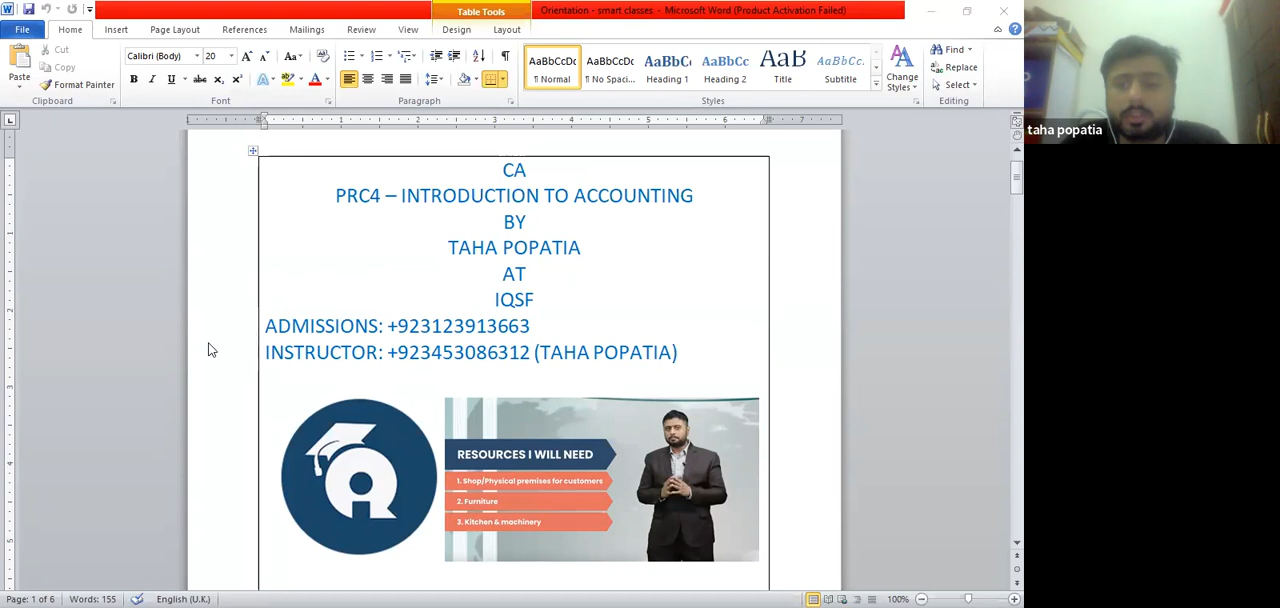 Orientation - smart classes - Microsoft Word (Product Activation Failed)
Table Tools
File Home Insert Page Layout References Mailings Review View Design Layout
Cut
Copy
Format Painter
Paste
Clipboard
Calibri (Body) 20
Font
Paragraph
AaBbCcDc AaBbCcDc AaBbCc AaBbCc AaB AaBbCc.
¶ Normal ¶ No Spaci... Heading 1 Heading 2 Title Subtitle
Change
Styles
Styles
Find
Replace
Select
Editing
taha popatia
CA
PRC4 – INTRODUCTION TO ACCOUNTING
BY
TAHA POPATIA
AT
IQSF
ADMISSIONS: +923123913663
INSTRUCTOR: +923453086312 (TAHA POPATIA)
RESOURCES I WILL NEED
1. Shop/Physical premises for customers
2. Furniture
3. Kitchen & machinery
Page: 1 of 6 Words: 155 English (U.K.) 100%